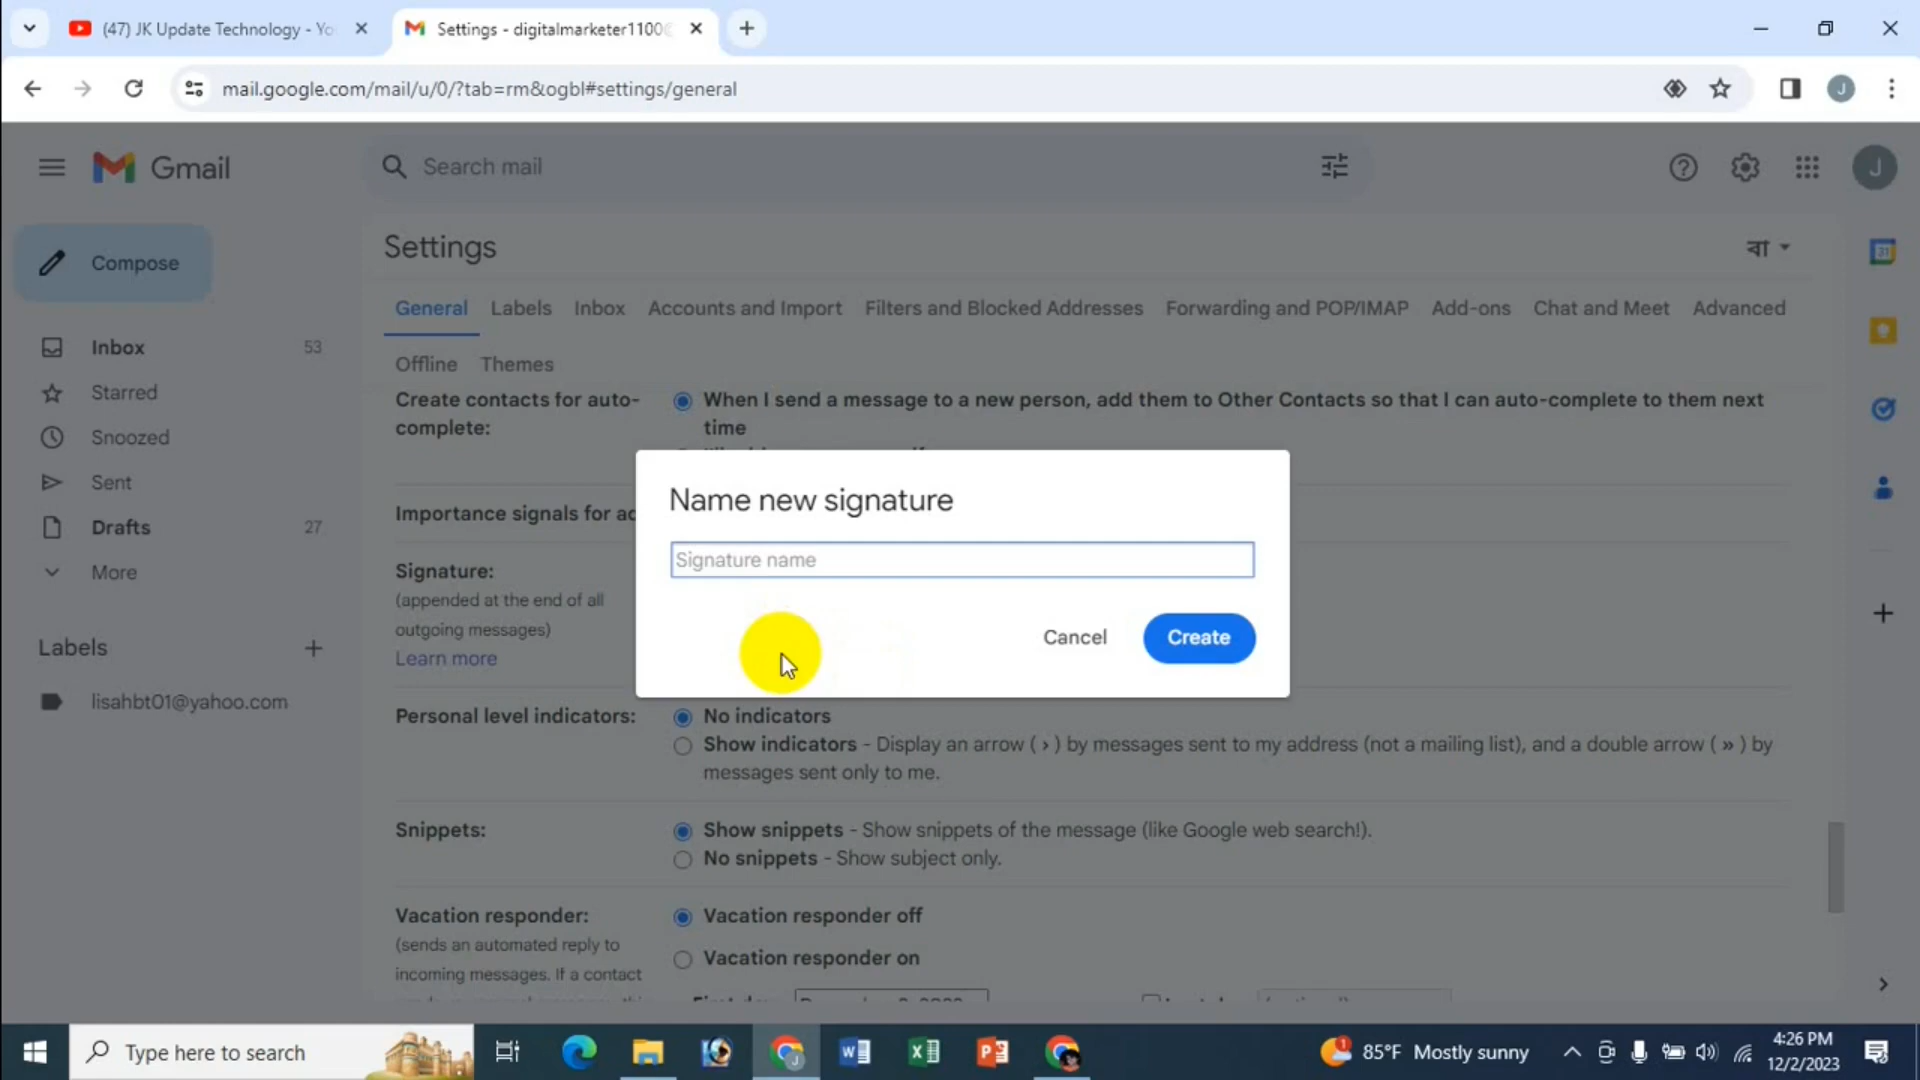 (47) JK Update Technology - Yo
Settings - digitalmarketer1100@
mail.google.com/mail/u/0/?tab=rm&ogbl#settings/general
J
Gmail
Search mail
J
Compose
Settings
বা
General
Labels
Inbox
Accounts and Import
Filters and Blocked Addresses
Forwarding and POP/IMAP
Add-ons
Chat and Meet
Advanced
Offline
Themes
Inbox 53
Starred
Snoozed
Sent
Drafts 27
More
Labels
lisahbt01@yahoo.com
Create contacts for auto-
complete:
When I send a message to a new person, add them to Other Contacts so that I can auto-complete to them next
time
Importance signals for ad
Signature:
(appended at the end of all
outgoing messages)
Learn more
Name new signature
Signature name
Cancel
Create
Personal level indicators:
No indicators
Show indicators - Display an arrow ( › ) by messages sent to my address (not a mailing list), and a double arrow ( » ) by
messages sent only to me.
Snippets:
Show snippets - Show snippets of the message (like Google web search!).
No snippets - Show subject only.
Vacation responder:
(sends an automated reply to
incoming messages. If a contact
Vacation responder off
Vacation responder on
31
Type here to search
1
85°F Mostly sunny
4:26 PM
12/2/2023